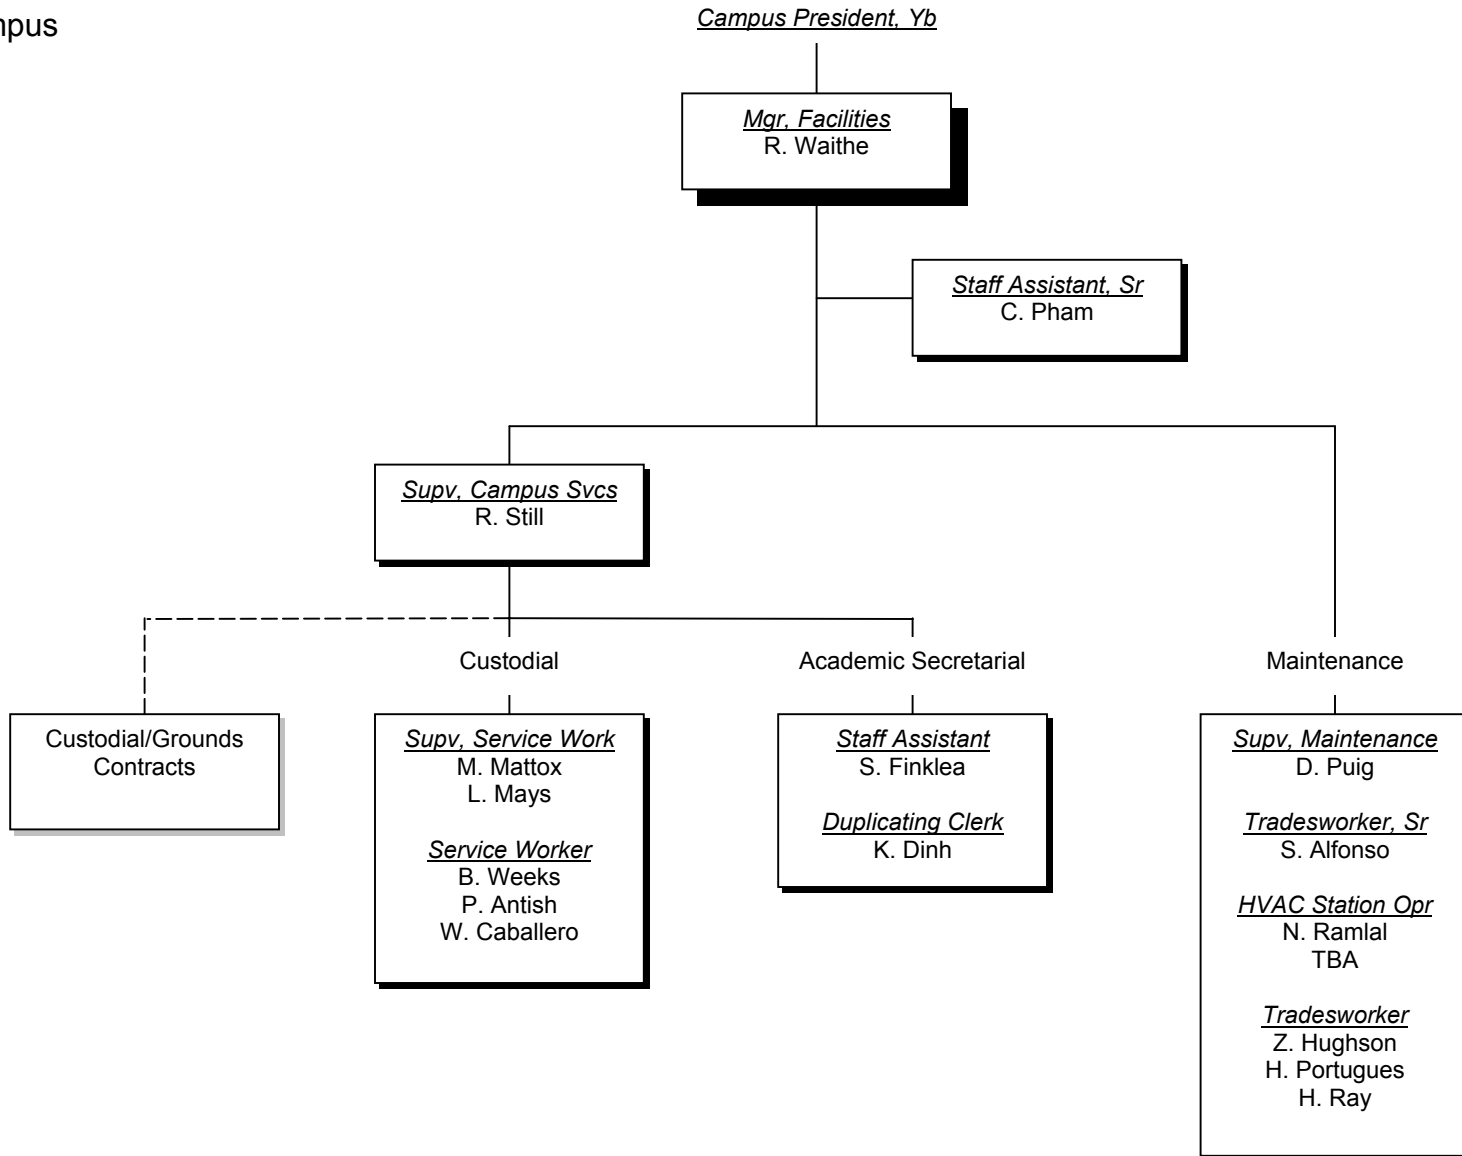 Campus President, Yb
Mgr, Facilities
R. Waithe
Staff Assistant, Sr
C. Pham
Supv, Campus Svcs
R. Still
Custodial
Academic Secretarial
Maintenance
Custodial/Grounds
Contracts
Supv, Service Work
M. Mattox
L. Mays
Service Worker
B. Weeks
P. Antish
W. Caballero
Staff Assistant
S. Finklea
Duplicating Clerk
K. Dinh
Supv, Maintenance
D. Puig
Tradesworker, Sr
S. Alfonso
HVAC Station Opr
N. Ramlal
TBA
Tradesworker
Z. Hughson
H. Portugues
H. Ray